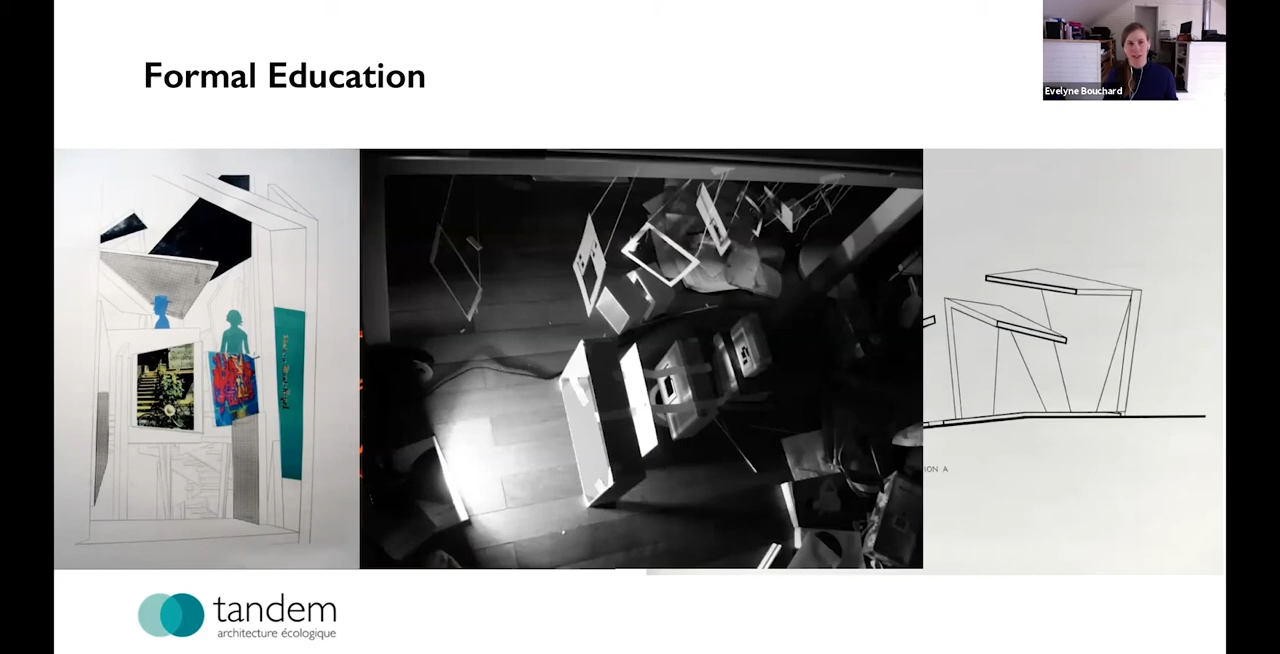 Formal Education
Evelyne Bouchard
ION A
tandem
architecture écologique